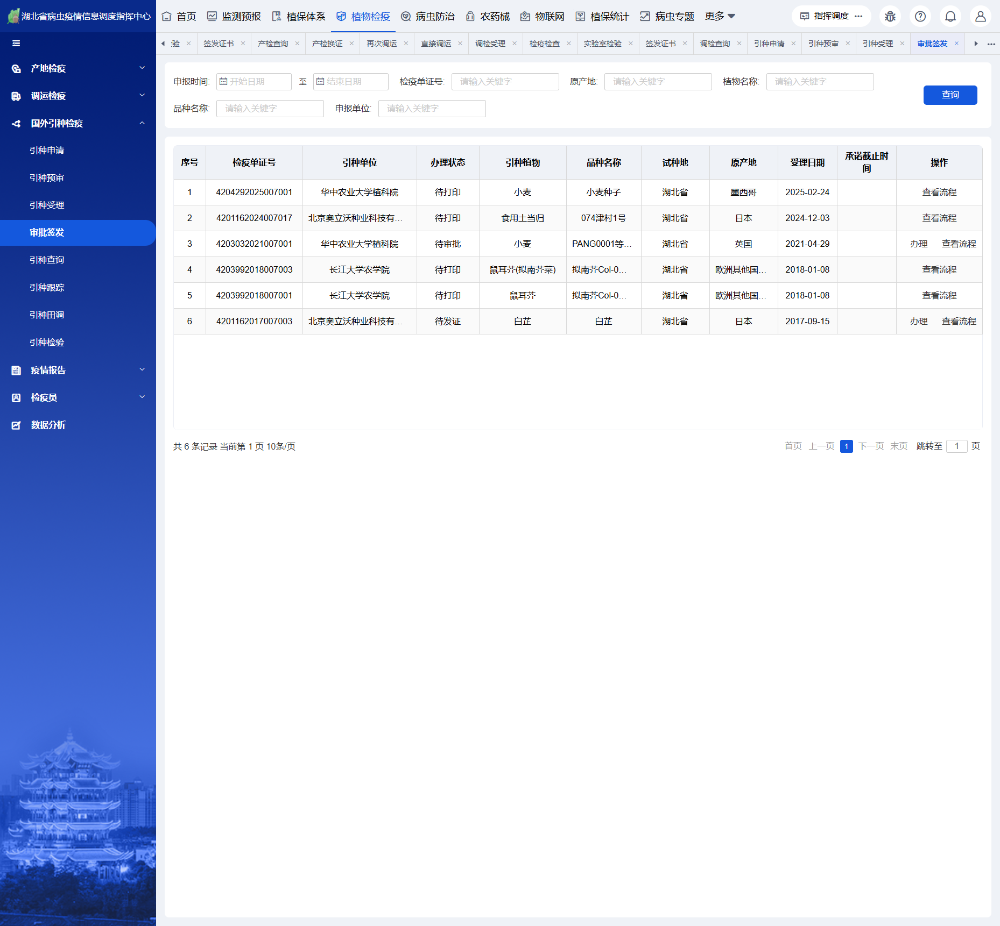 湖北省病虫疫情信息调度指挥中心
首页 监测预报 植保体系 植物检疫 病虫防治 农药械 物联网 植保统计 病虫专题 更多
指挥调度
验 签发证书 产检查询 产检换证 再次调运 直接调运 调检受理 检疫检查 实验室检验 签发证书 调检查询 引种申请 引种预审 引种受理 审批签发
产地检疫
调运检疫
国外引种检疫
引种申请
引种预审
引种受理
审批签发
引种查询
引种跟踪
引种田调
引种检验
疫情报告
检疫员
数据分析
申报时间: 开始日期 至 结束日期 检疫单证号: 请输入关键字 原产地: 请输入关键字 植物名称: 请输入关键字
品种名称: 请输入关键字 申报单位: 请输入关键字
查询
序号 检疫单证号 引种单位 办理状态 引种植物 品种名称 试种地 原产地 受理日期 承诺截止时间 操作
1 4204292025007001 华中农业大学植科院 待打印 小麦 小麦种子 湖北省 墨西哥 2025-02-24 查看流程
2 4201162024007017 北京奥立沃种业科技有... 待打印 食用土当归 074津村1号 湖北省 日本 2024-12-03 查看流程
3 4203032021007001 华中农业大学植科院 待审批 小麦 PANG0001等... 湖北省 英国 2021-04-29 办理 查看流程
4 4203992018007003 长江大学农学院 待打印 鼠耳芥(拟南芥菜) 拟南芥Col-0... 湖北省 欧洲其他国... 2018-01-08 查看流程
5 4203992018007001 长江大学农学院 待打印 鼠耳芥 拟南芥Col-0... 湖北省 欧洲其他国... 2018-01-08 查看流程
6 4201162017007003 北京奥立沃种业科技有... 待发证 白芷 白芷 湖北省 日本 2017-09-15 办理 查看流程
共 6 条记录 当前第 1 页 10条/页
首页 上一页 1 下一页 末页 跳转至 1 页